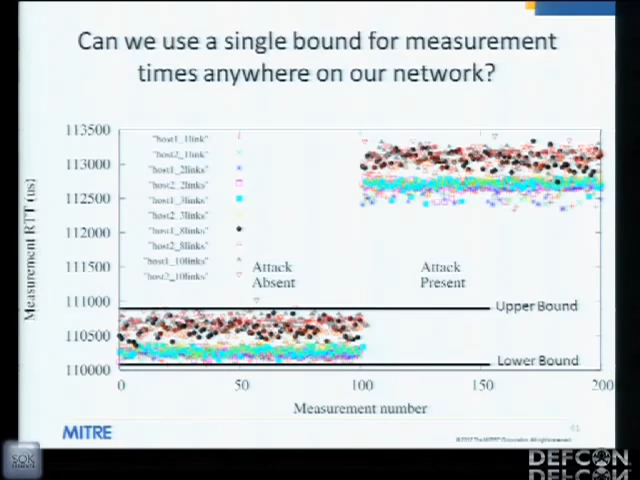 Can we use a single bound for measurement
times anywhere on our network?
113500
113000
112500
112000
111500
111000
110500
110000
Measurement RTT (us)
"host1_1link"
"host2_1link"
"host1_2links"
"host2_2links"
"host1_3links"
"host2_3links"
"host1_8links"
"host2_8links"
"host1_10links"
"host2_10links"
Attack
Absent
Attack
Present
Upper Bound
Lower Bound
0
50
100
150
200
Measurement number
MITRE
DEFCON